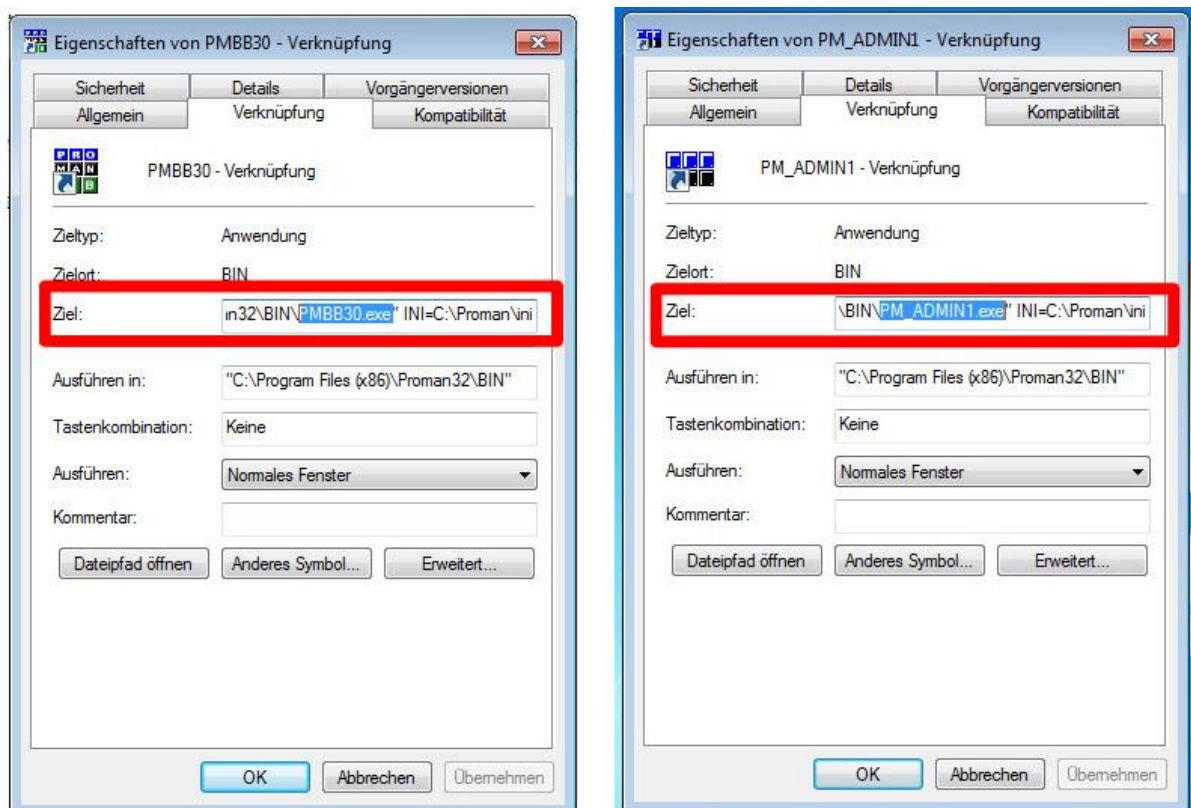 Eigenschaften von PMBB30 - Verknüpfung
Sicherheit Details Vorgängerversionen
Allgemein Verknüpfung Kompatibilität
PRO
MAN
B
PMBB30 - Verknüpfung
Zieltyp: Anwendung
Zielort: BIN
Ziel: in32\BIN\PMBB30.exe" INI=C:\Proman\ini
Ausführen in: "C:\Program Files (x86)\Proman32\BIN"
Tastenkombination: Keine
Ausführen: Normales Fenster
Kommentar:
Dateipfad öffnen Anderes Symbol... Erweitert...
OK Abbrechen Übernehmen
Eigenschaften von PM_ADMIN1 - Verknüpfung
Sicherheit Details Vorgängerversionen
Allgemein Verknüpfung Kompatibilität
PM_ADMIN1 - Verknüpfung
Zieltyp: Anwendung
Zielort: BIN
Ziel: \BIN\PM_ADMIN1.exe" INI=C:\Proman\ini
Ausführen in: "C:\Program Files (x86)\Proman32\BIN"
Tastenkombination: Keine
Ausführen: Normales Fenster
Kommentar:
Dateipfad öffnen Anderes Symbol... Erweitert...
OK Abbrechen Übernehmen